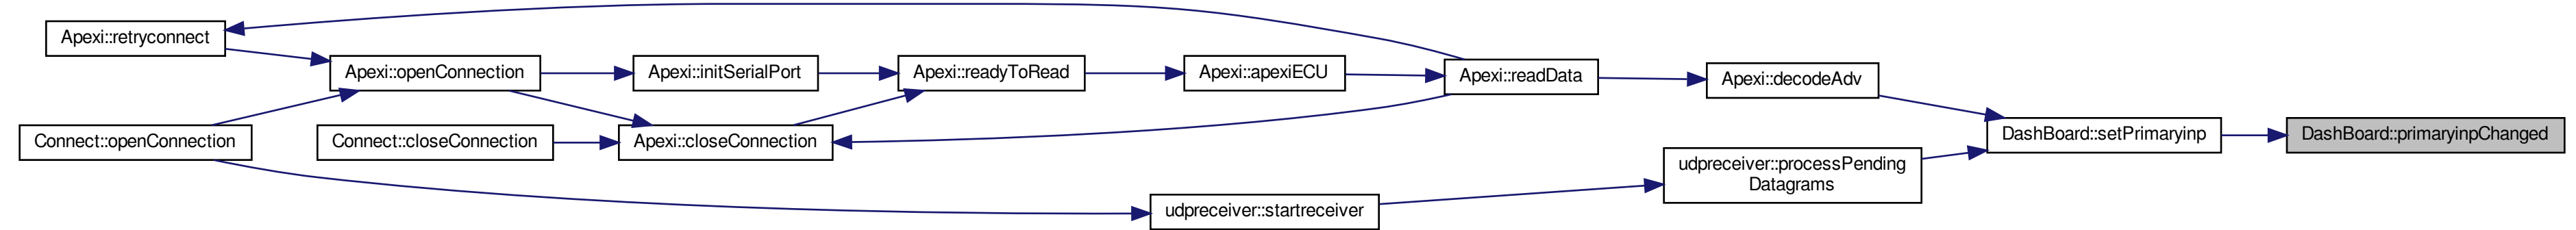 Apexi::retryconnect
Apexi::openConnection
Apexi::initSerialPort
Apexi::readyToRead
Apexi::apexiECU
Apexi::readData
Apexi::decodeAdv
Connect::openConnection
Connect::closeConnection
Apexi::closeConnection
DashBoard::setPrimaryinp
DashBoard::primaryinpChanged
udpreceiver::processPending
Datagrams
udpreceiver::startreceiver